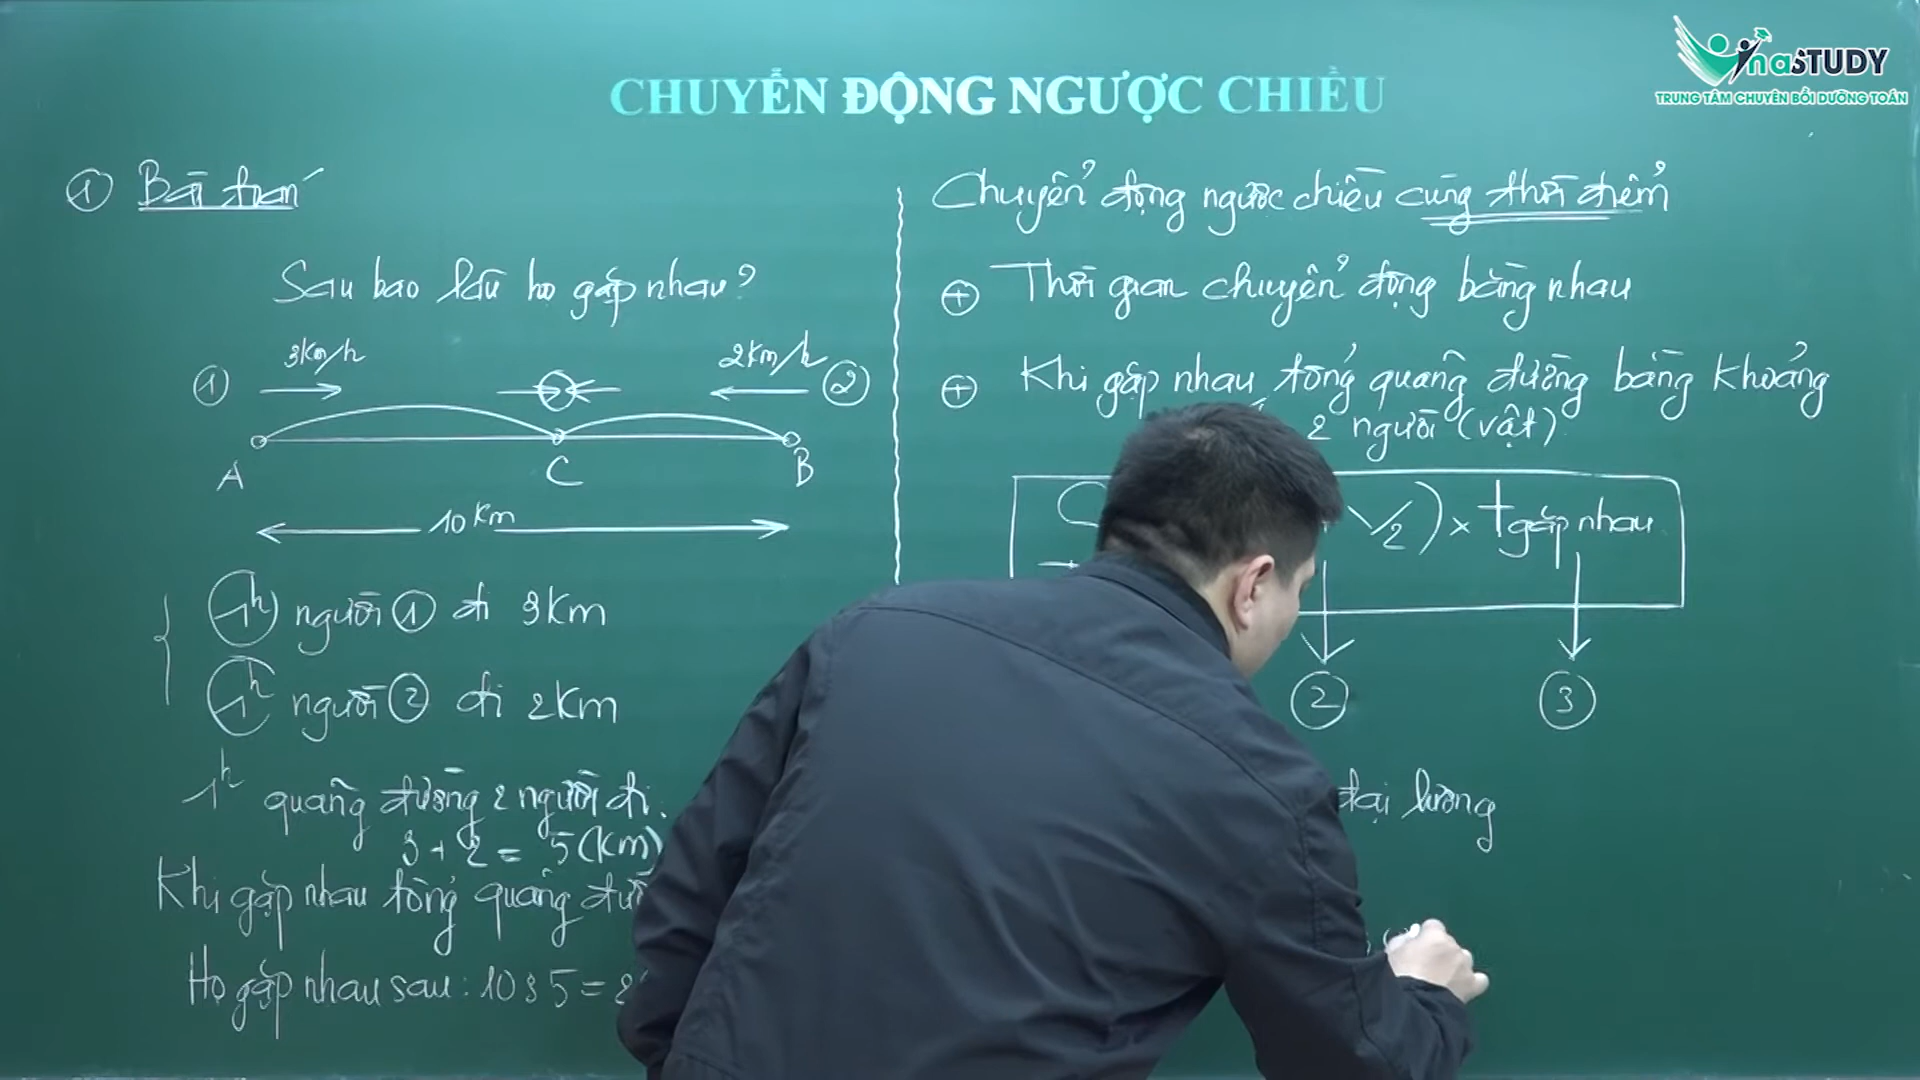 VinaSTUDY
TRUNG TÂM CHUYÊN BỒI DƯỠNG TOÁN
CHUYỂN ĐỘNG NGƯỢC CHIỀU
① Bài toán
Sau bao lâu họ gặp nhau?
① 3km/h 2km/h ②
A C B
10 km
1h người ① đi 3km
1h người ② đi 2km
1h quãng đường 2 người đi:
3 + 2 = 5 (km)
Khi gặp nhau tổng quãng
Họ gặp nhau sau: 10 : 5 = 2
Chuyển động ngược chiều cùng thời điểm
+ Thời gian chuyển động bằng nhau
+ Khi gặp nhau tổng quãng đường bằng khoảng
2 người (vật).
V2) × t gặp nhau
② ③
đại lượng